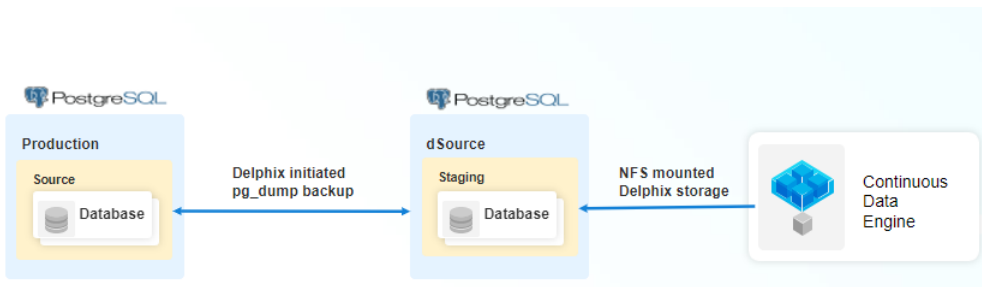 PostgreSQL
Production
Source
Database
Delphix initiated
pg_dump backup
PostgreSQL
dSource
Staging
Database
NFS mounted
Delphix storage
Continuous
Data
Engine